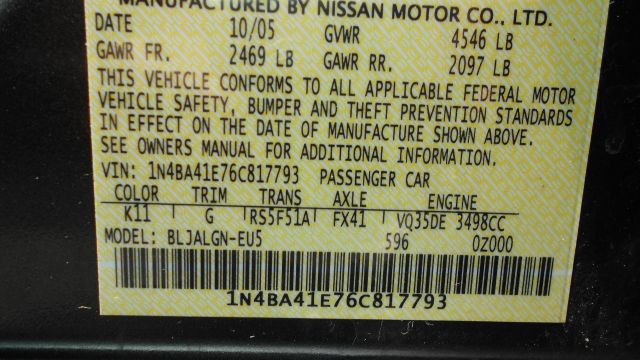 MANUFACTURED BY NISSAN MOTOR CO., LTD.
DATE 10/05 GVWR 4546 LB
GAWR FR. 2469 LB GAWR RR. 2097 LB
THIS VEHICLE CONFORMS TO ALL APPLICABLE FEDERAL MOTOR
VEHICLE SAFETY, BUMPER AND THEFT PREVENTION STANDARDS
IN EFFECT ON THE DATE OF MANUFACTURE SHOWN ABOVE.
SEE OWNERS MANUAL FOR ADDITIONAL INFORMATION.
VIN: 1N4BA41E76C817793 PASSENGER CAR
COLOR TRIM TRANS AXLE ENGINE
K11 G RS5F51A FX41 VQ35DE 3498CC
MODEL: BLJALGN-EU5 596 0Z000
1N4BA41E76C817793